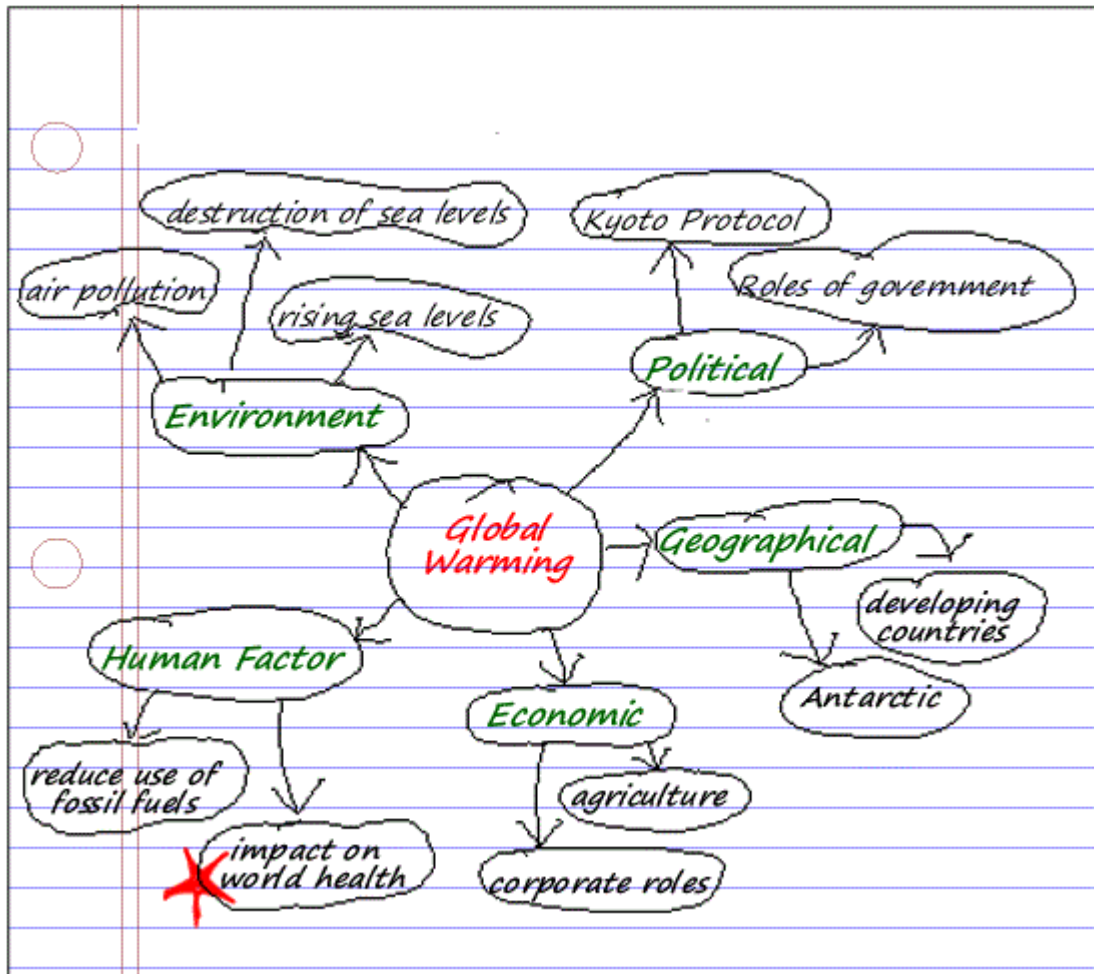 destruction of sea levels
Kyoto Protocol
air pollution
rising sea levels
Roles of government
Political
Environment
Global
Warming
Geographical
developing
countries
Human Factor
Antarctic
Economic
reduce use of
fossil fuels
agriculture
impact on
world health
corporate roles